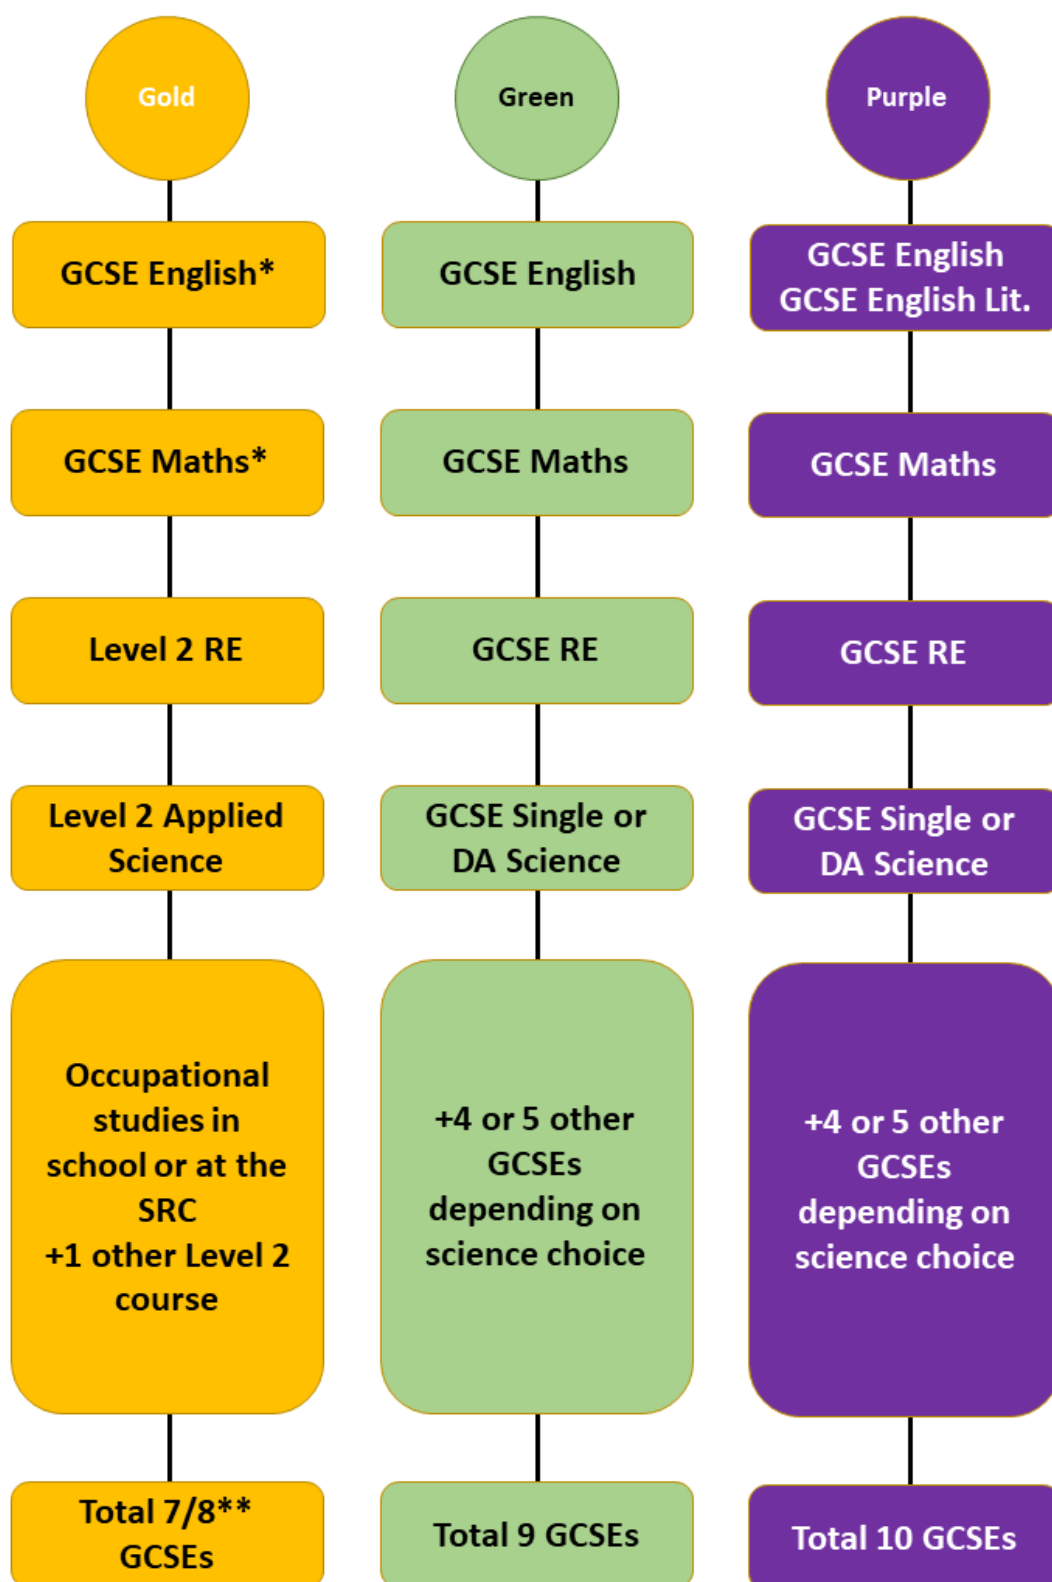 Gold
GCSE English*
GCSE Maths*
Level 2 RE
Level 2 Applied
Science
Occupational
studies in
school or at the
SRC
+1 other Level 2
course
Total 7/8**
GCSEs
Green
GCSE English
GCSE Maths
GCSE RE
GCSE Single or
DA Science
+4 or 5 other
GCSEs
depending on
science choice
Total 9 GCSEs
Purple
GCSE English
GCSE English Lit.
GCSE Maths
GCSE RE
GCSE Single or
DA Science
+4 or 5 other
GCSEs
depending on
science choice
Total 10 GCSEs